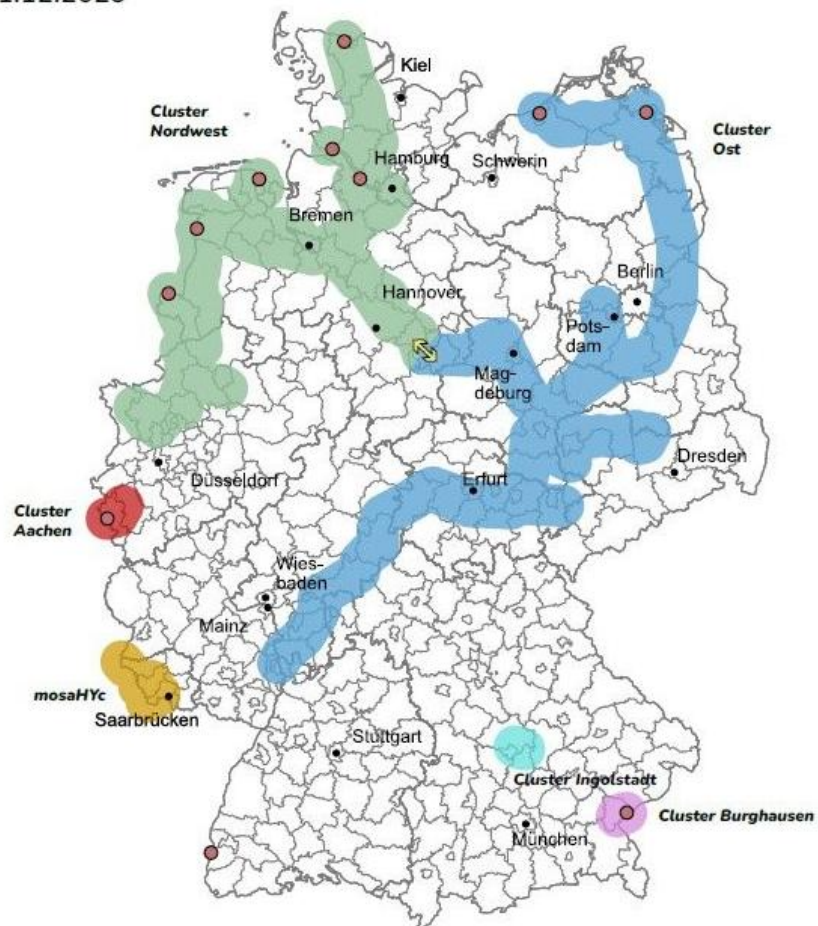 Kiel
Cluster
Nordwest
Cluster
Ost
Hamburg
Schwerin
Bremen
Berlin
Hannover
Pots-
dam
Mag-
deburg
Dresden
Düsseldorf
Erfurt
Cluster
Aachen
Wies-
baden
Mainz
mosaHYc
Saarbrücken
Stuttgart
Cluster Ingolstadt
Cluster Burghausen
München